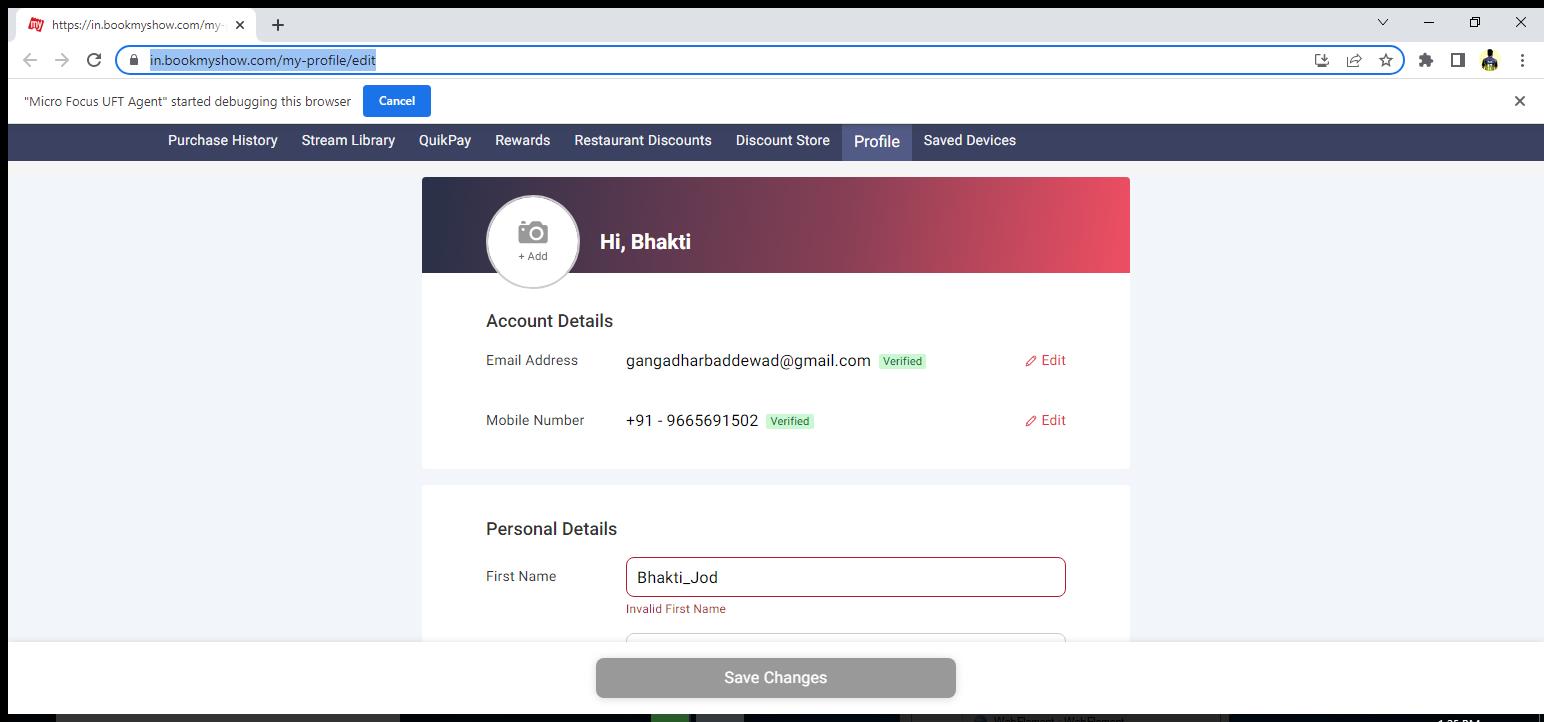 my https://in.bookmyshow.com/my-
in.bookmyshow.com/my-profile/edit
"Micro Focus UFT Agent" started debugging this browser Cancel
Purchase History Stream Library QuikPay Rewards Restaurant Discounts Discount Store Profile Saved Devices
+ Add
Hi, Bhakti
Account Details
Email Address gangadharbaddewad@gmail.com Verified Edit
Mobile Number +91 - 9665691502 Verified Edit
Personal Details
First Name Bhakti_Jod
Invalid First Name
Save Changes